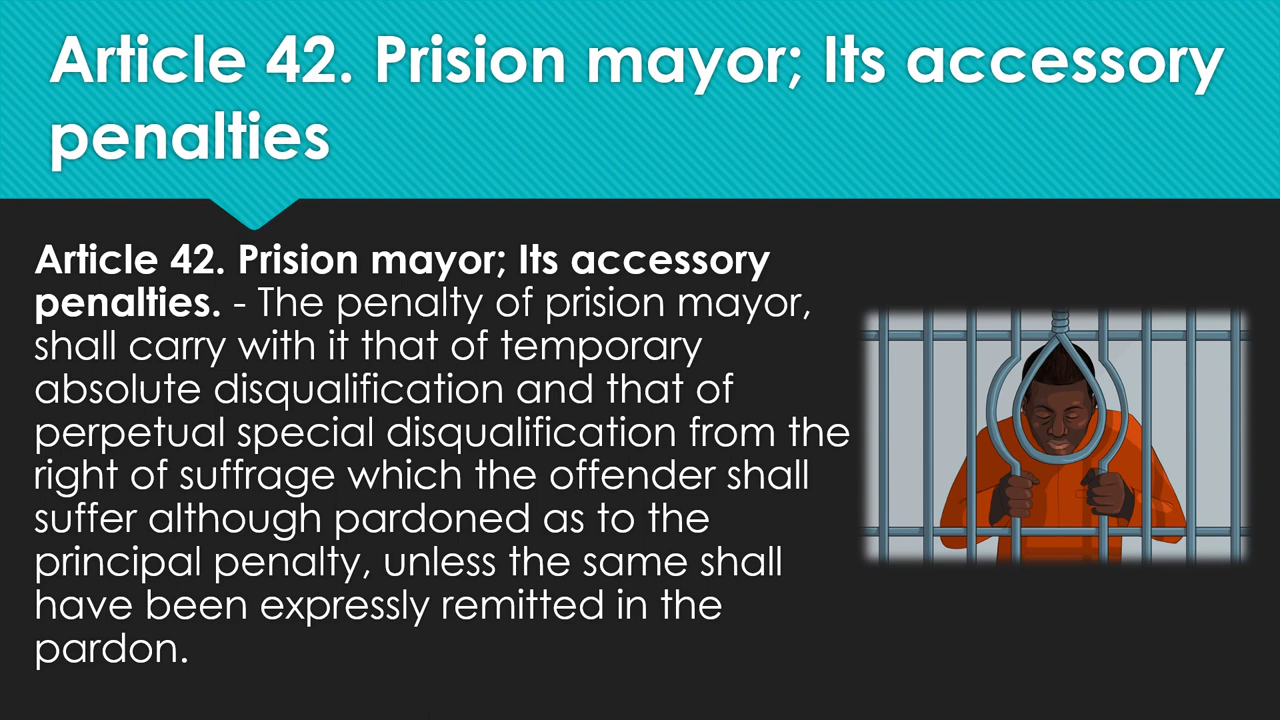 Article 42. Prision mayor; Its accessory
penalties
Article 42. Prision mayor; Its accessory
penalties. - The penalty of prision mayor,
shall carry with it that of temporary
absolute disqualification and that of
perpetual special disqualification from the
right of suffrage which the offender shall
suffer although pardoned as to the
principal penalty, unless the same shall
have been expressly remitted in the
pardon.